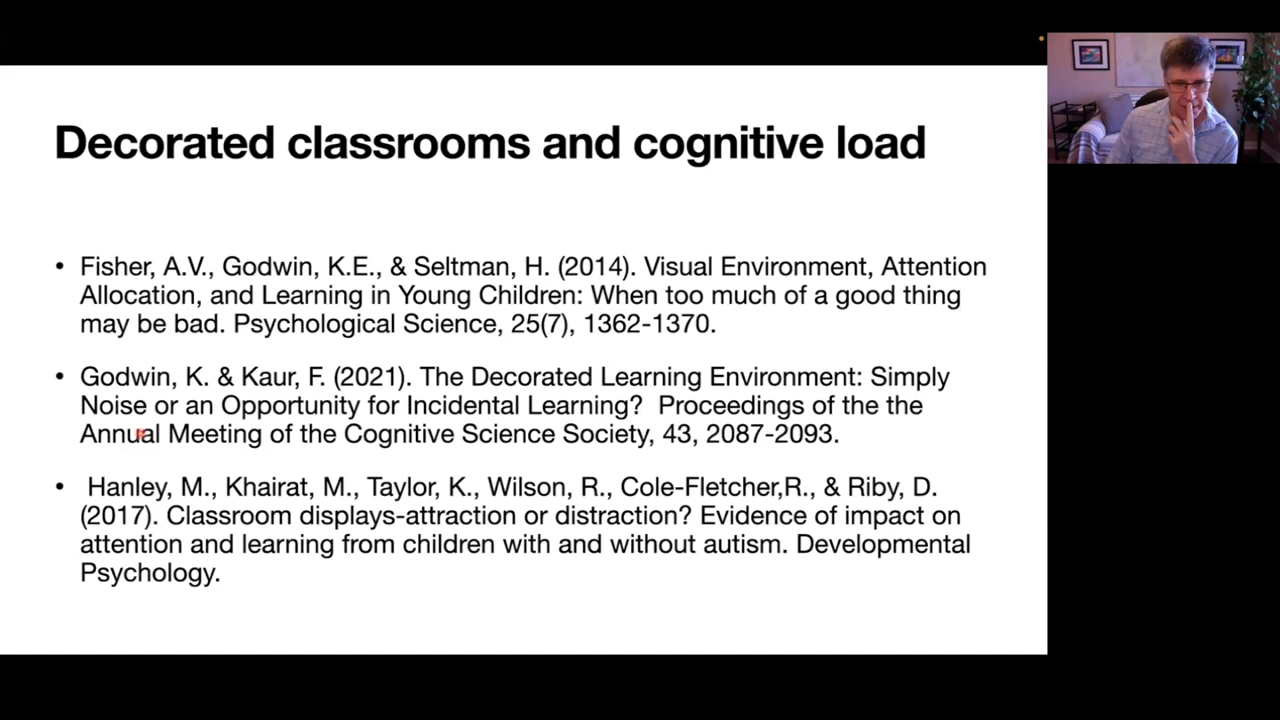 Decorated classrooms and cognitive load
• Fisher, A.V., Godwin, K.E., & Seltman, H. (2014). Visual Environment, Attention
Allocation, and Learning in Young Children: When too much of a good thing
may be bad. Psychological Science, 25(7), 1362-1370.
• Godwin, K. & Kaur, F. (2021). The Decorated Learning Environment: Simply
Noise or an Opportunity for Incidental Learning?  Proceedings of the the
Annual Meeting of the Cognitive Science Society, 43, 2087-2093.
• Hanley, M., Khairat, M., Taylor, K., Wilson, R., Cole-Fletcher,R., & Riby, D.
(2017). Classroom displays-attraction or distraction? Evidence of impact on
attention and learning from children with and without autism. Developmental
Psychology.